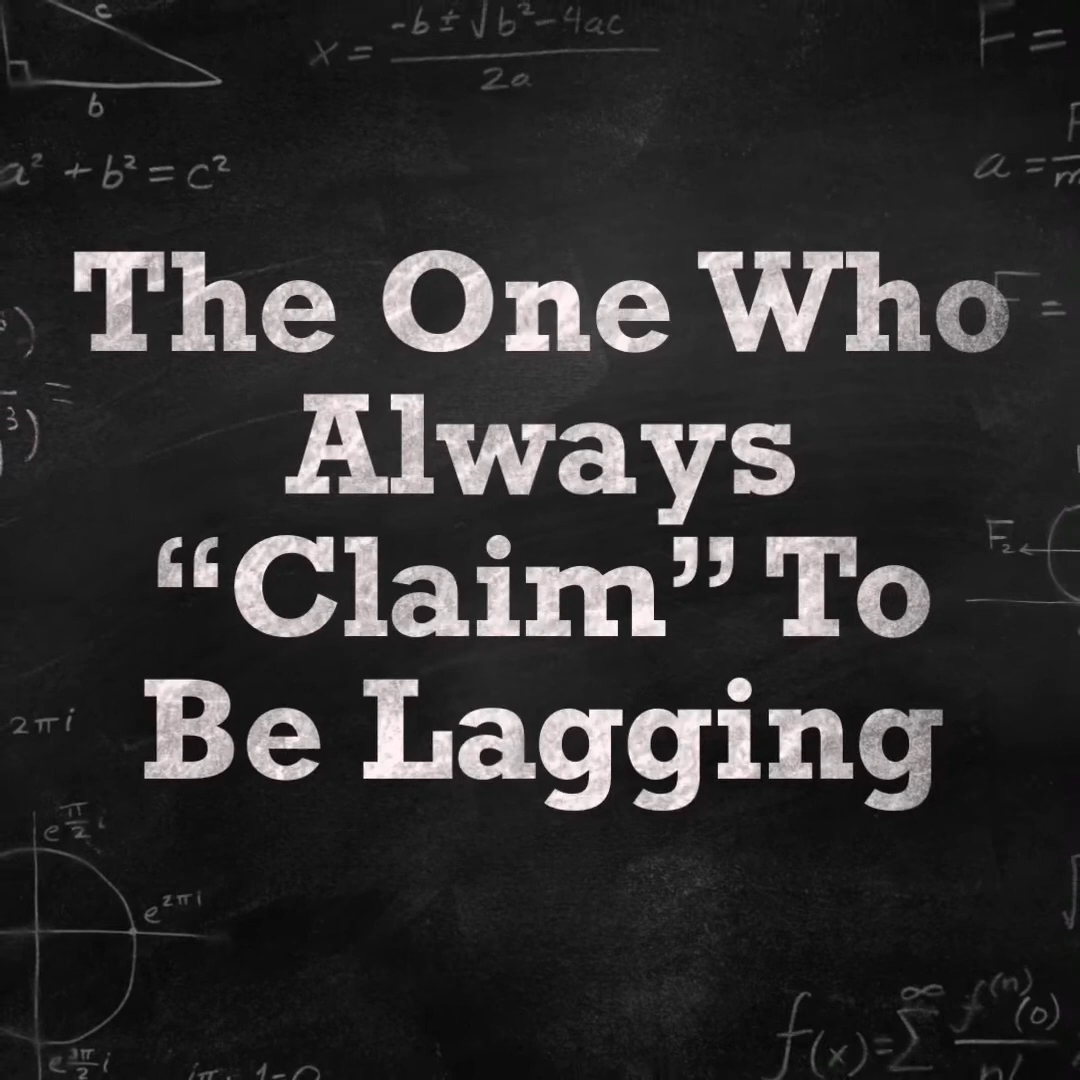 c
x = -b ± √b² - 4ac / 2a
F =
b
a² + b² = c²
a = F/m
The One Who
Always
“Claim” To
Be Lagging
F₂
2πi
e^π/2 i
e^2πi
f(x) = ∑ ∞ f⁽ⁿ⁾(0) / n!
e^3π/2 i